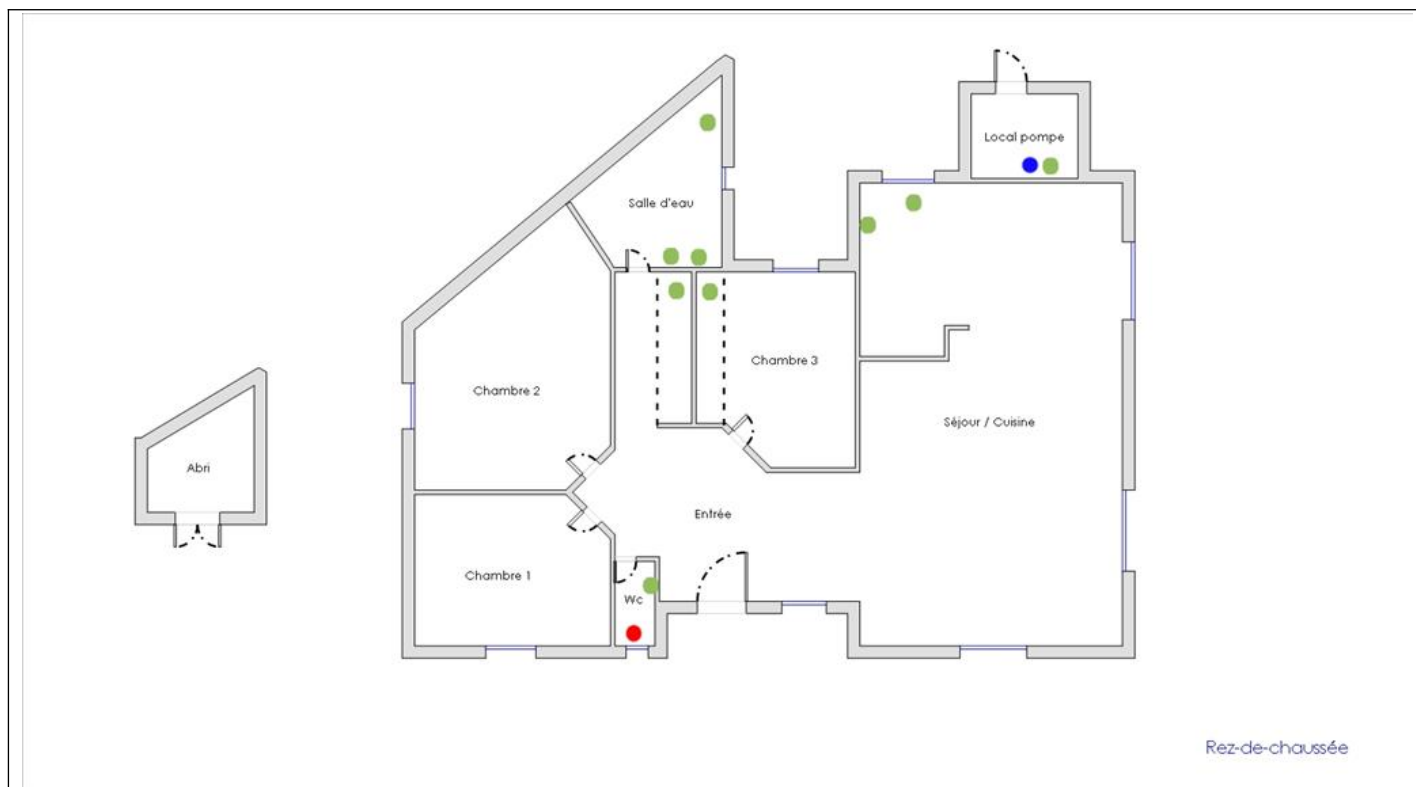 Local pompe
Salle d'eau
Chambre 3
Chambre 2
Séjour / Cuisine
Abri
Entrée
Chambre 1
Wc
Rez-de-chaussée